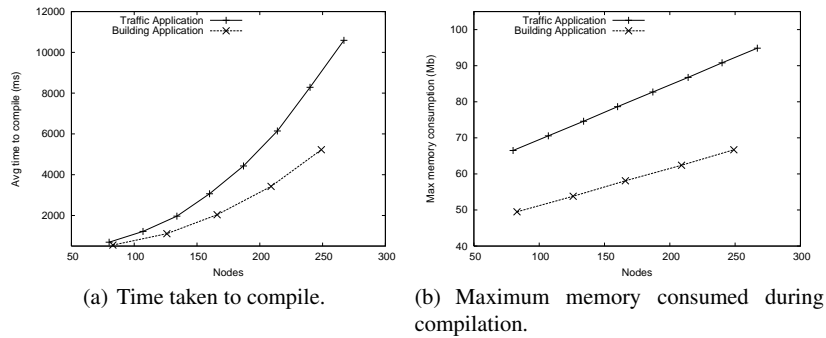 12000
10000
8000
6000
4000
2000
50
100
150
200
250
300
Avg time to compile (ms)
Nodes
Traffic Application
Building Application
(a) Time taken to compile.
100
90
80
70
60
50
40
50
100
150
200
250
300
Max memory consumption (Mb)
Nodes
Traffic Application
Building Application
(b) Maximum memory consumed during
compilation.